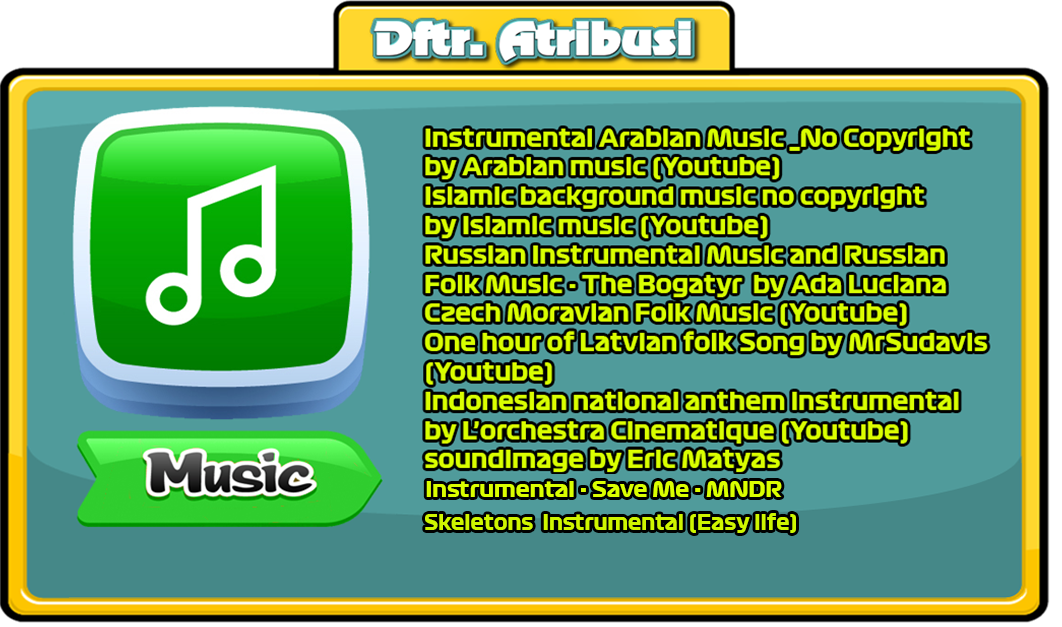 Dftr. Atribusi
Instrumental Arabian Music _No Copyright
by Arabian music (Youtube)
Islamic background music no copyright
by Islamic music (Youtube)
Russian Instrumental Music and Russian
Folk Music - The Bogatyr by Ada Luciana
Czech Moravian Folk Music (Youtube)
One hour of Latvian folk Song by MrSudavis
(Youtube)
Indonesian national anthem Instrumental
by L'orchestra Cinematique (Youtube)
soundimage by Eric Matyas
Instrumental - Save Me - MNDR
Skeletons Instrumental (Easy life)
Music